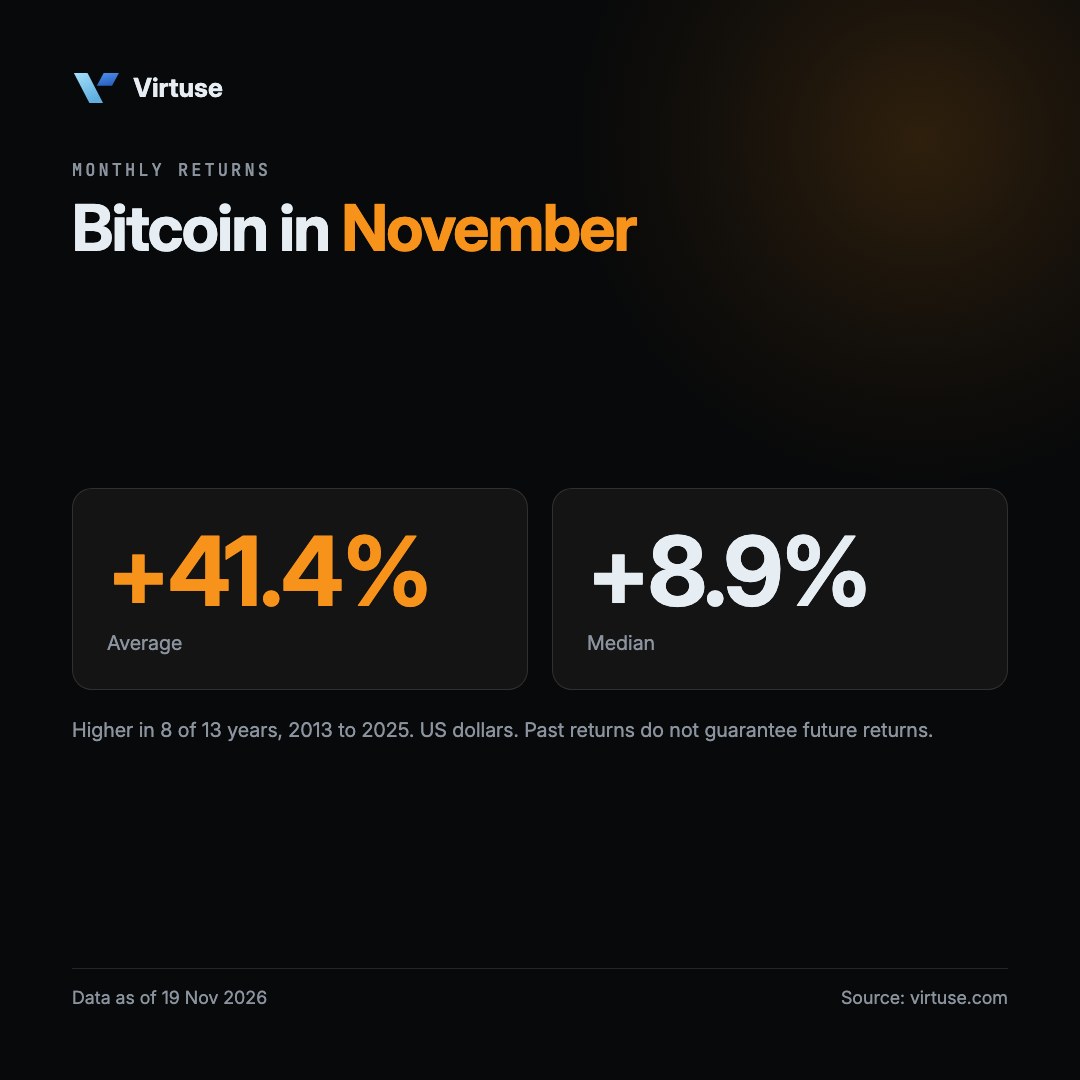 Virtuse
MONTHLY RETURNS
Bitcoin in November
+41.4%
Average
+8.9%
Median
Higher in 8 of 13 years, 2013 to 2025. US dollars. Past returns do not guarantee future returns.
Data as of 19 Nov 2026
Source: virtuse.com